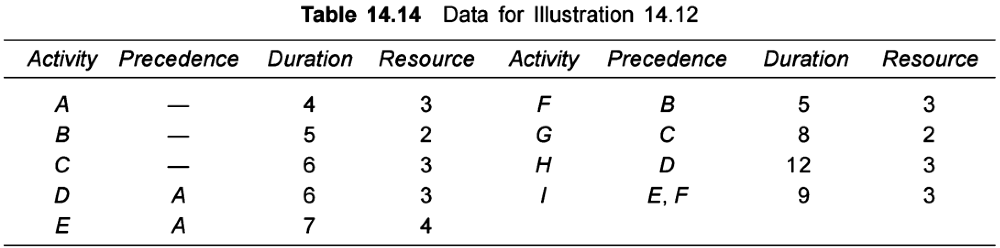 Table 14.14 Data for Illustration 14.12
Activity Precedence Duration Resource Activity Precedence Duration Resource
A — 4 3 F B 5 3
B — 5 2 G C 8 2
C — 6 3 H D 12 3
D A 6 3 I E, F 9 3
E A 7 4